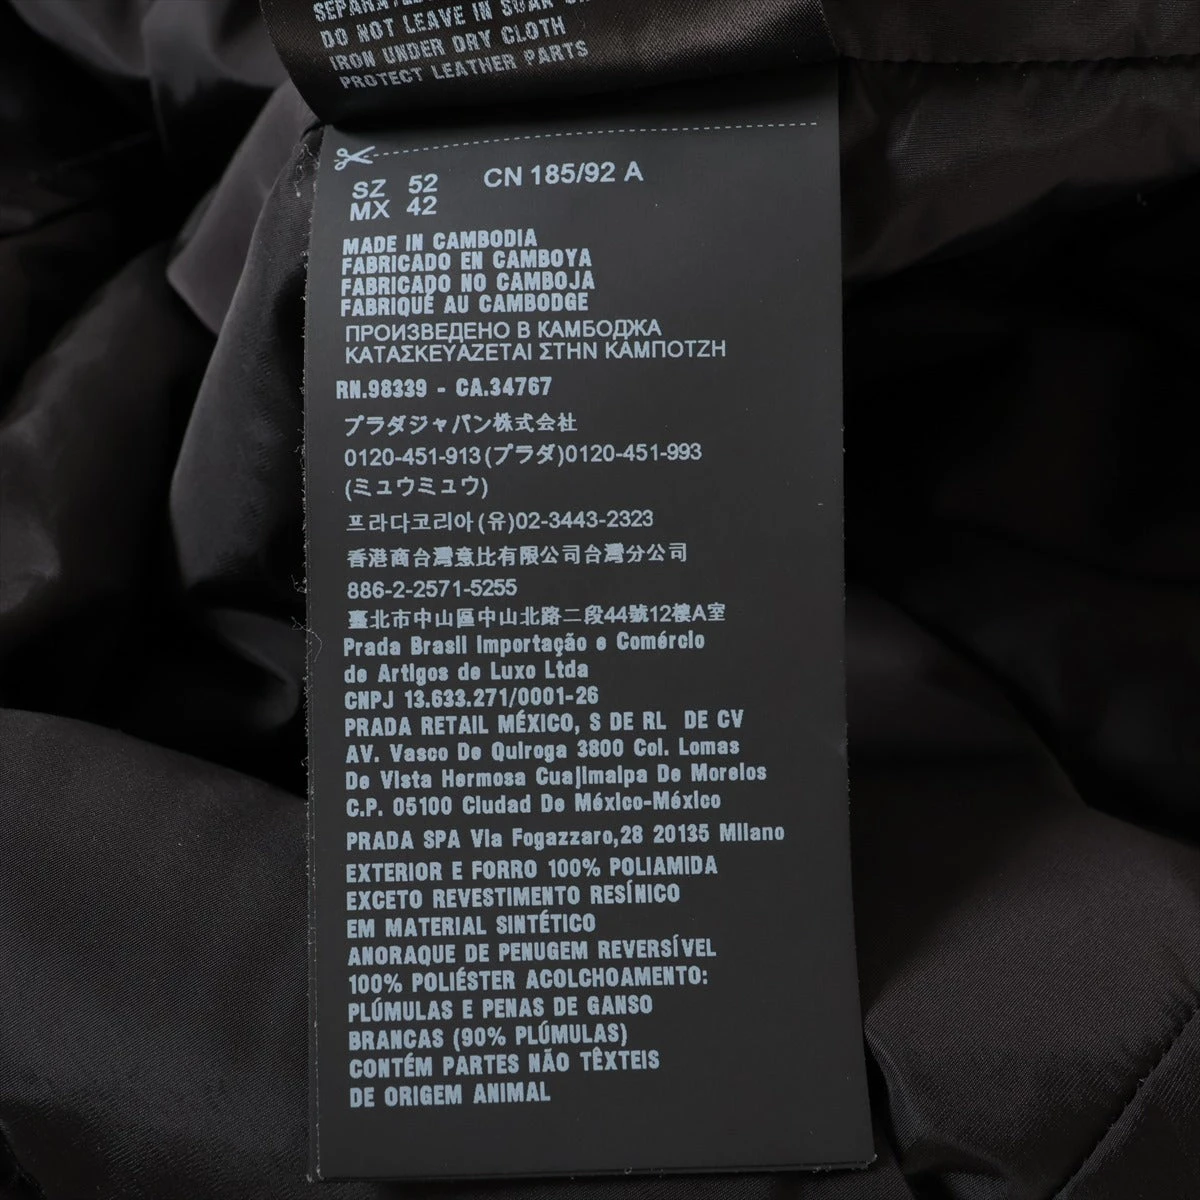 SEPARATELY
DO NOT LEAVE IN SOAK
IRON UNDER DRY CLOTH
PROTECT LEATHER PARTS
SZ 52 CN 185/92 A
MX 42
MADE IN CAMBODIA
FABRICADO EN CAMBOYA
FABRICADO NO CAMBOJA
FABRIQUÉ AU CAMBODGE
ПРОИЗВЕДЕНО В КАМБОДЖА
ΚΑΤΑΣΚΕΥΑΖΕΤΑΙ ΣΤΗΝ ΚΑΜΠΟΤΖΗ
RN.98339 - CA.34767
プラダジャパン株式会社
0120-451-913(プラダ)0120-451-993
(ミュウミュウ)
프라다코리아(유)02-3443-2323
香港商台灣意比有限公司台灣分公司
886-2-2571-5255
臺北市中山區中山北路二段44號12樓A室
Prada Brasil Importação e Comércio
de Artigos de Luxo Ltda
CNPJ 13.633.271/0001-26
PRADA RETAIL MÉXICO, S DE RL DE CV
AV. Vasco De Quiroga 3800 Col. Lomas
De Vista Hermosa Cuajimalpa De Morelos
C.P. 05100 Ciudad De México-México
PRADA SPA Via Fogazzaro,28 20135 Milano
EXTERIOR E FORRO 100% POLIAMIDA
EXCETO REVESTIMENTO RESÍNICO
EM MATERIAL SINTÉTICO
ANORAQUE DE PENUGEM REVERSÍVEL
100% POLIÉSTER ACOLCHOAMENTO:
PLÚMULAS E PENAS DE GANSO
BRANCAS (90% PLÚMULAS)
CONTÉM PARTES NÃO TÊXTEIS
DE ORIGEM ANIMAL